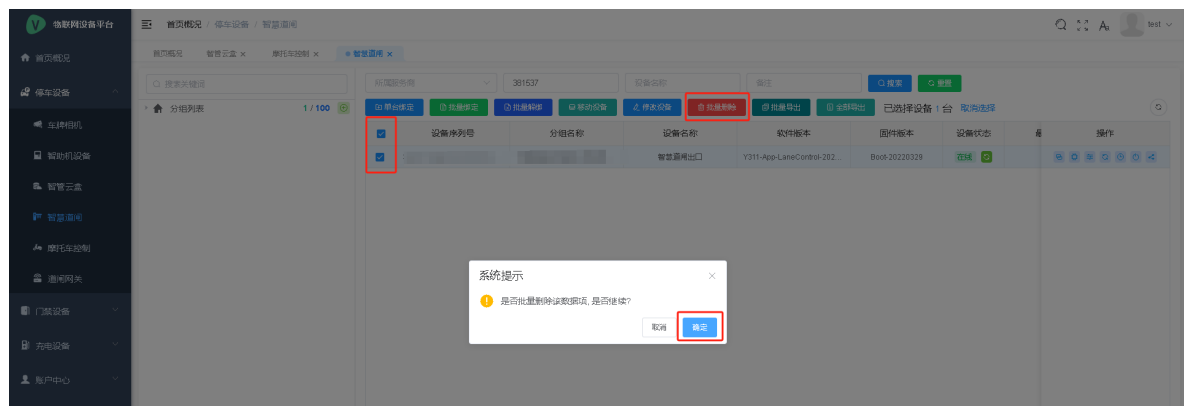 物联网设备平台
首页概况 / 停车设备 / 智慧道闸
test
首页概况
停车设备
车牌相机
智助机设备
智管云盒
智慧道闸
摩托车控制
道闸网关
门禁设备
充电设备
账户中心
首页概况 智管云盒 × 摩托车控制 × 智慧道闸 ×
搜索关键词
分组列表 1 / 100
所属服务商 381537 设备名称 备注 搜索 重置
单台绑定 批量绑定 批量解绑 移动设备 修改设备 批量删除 批量导出 全部导出 已选择设备 1 台 取消选择
设备序列号 分组名称 设备名称 软件版本 固件版本 设备状态 操作
智慧道闸出口 Y311-App-LaneControl-202... Boot-20220329 在线
系统提示 ×
是否批量删除该数据项, 是否继续?
取消 确定